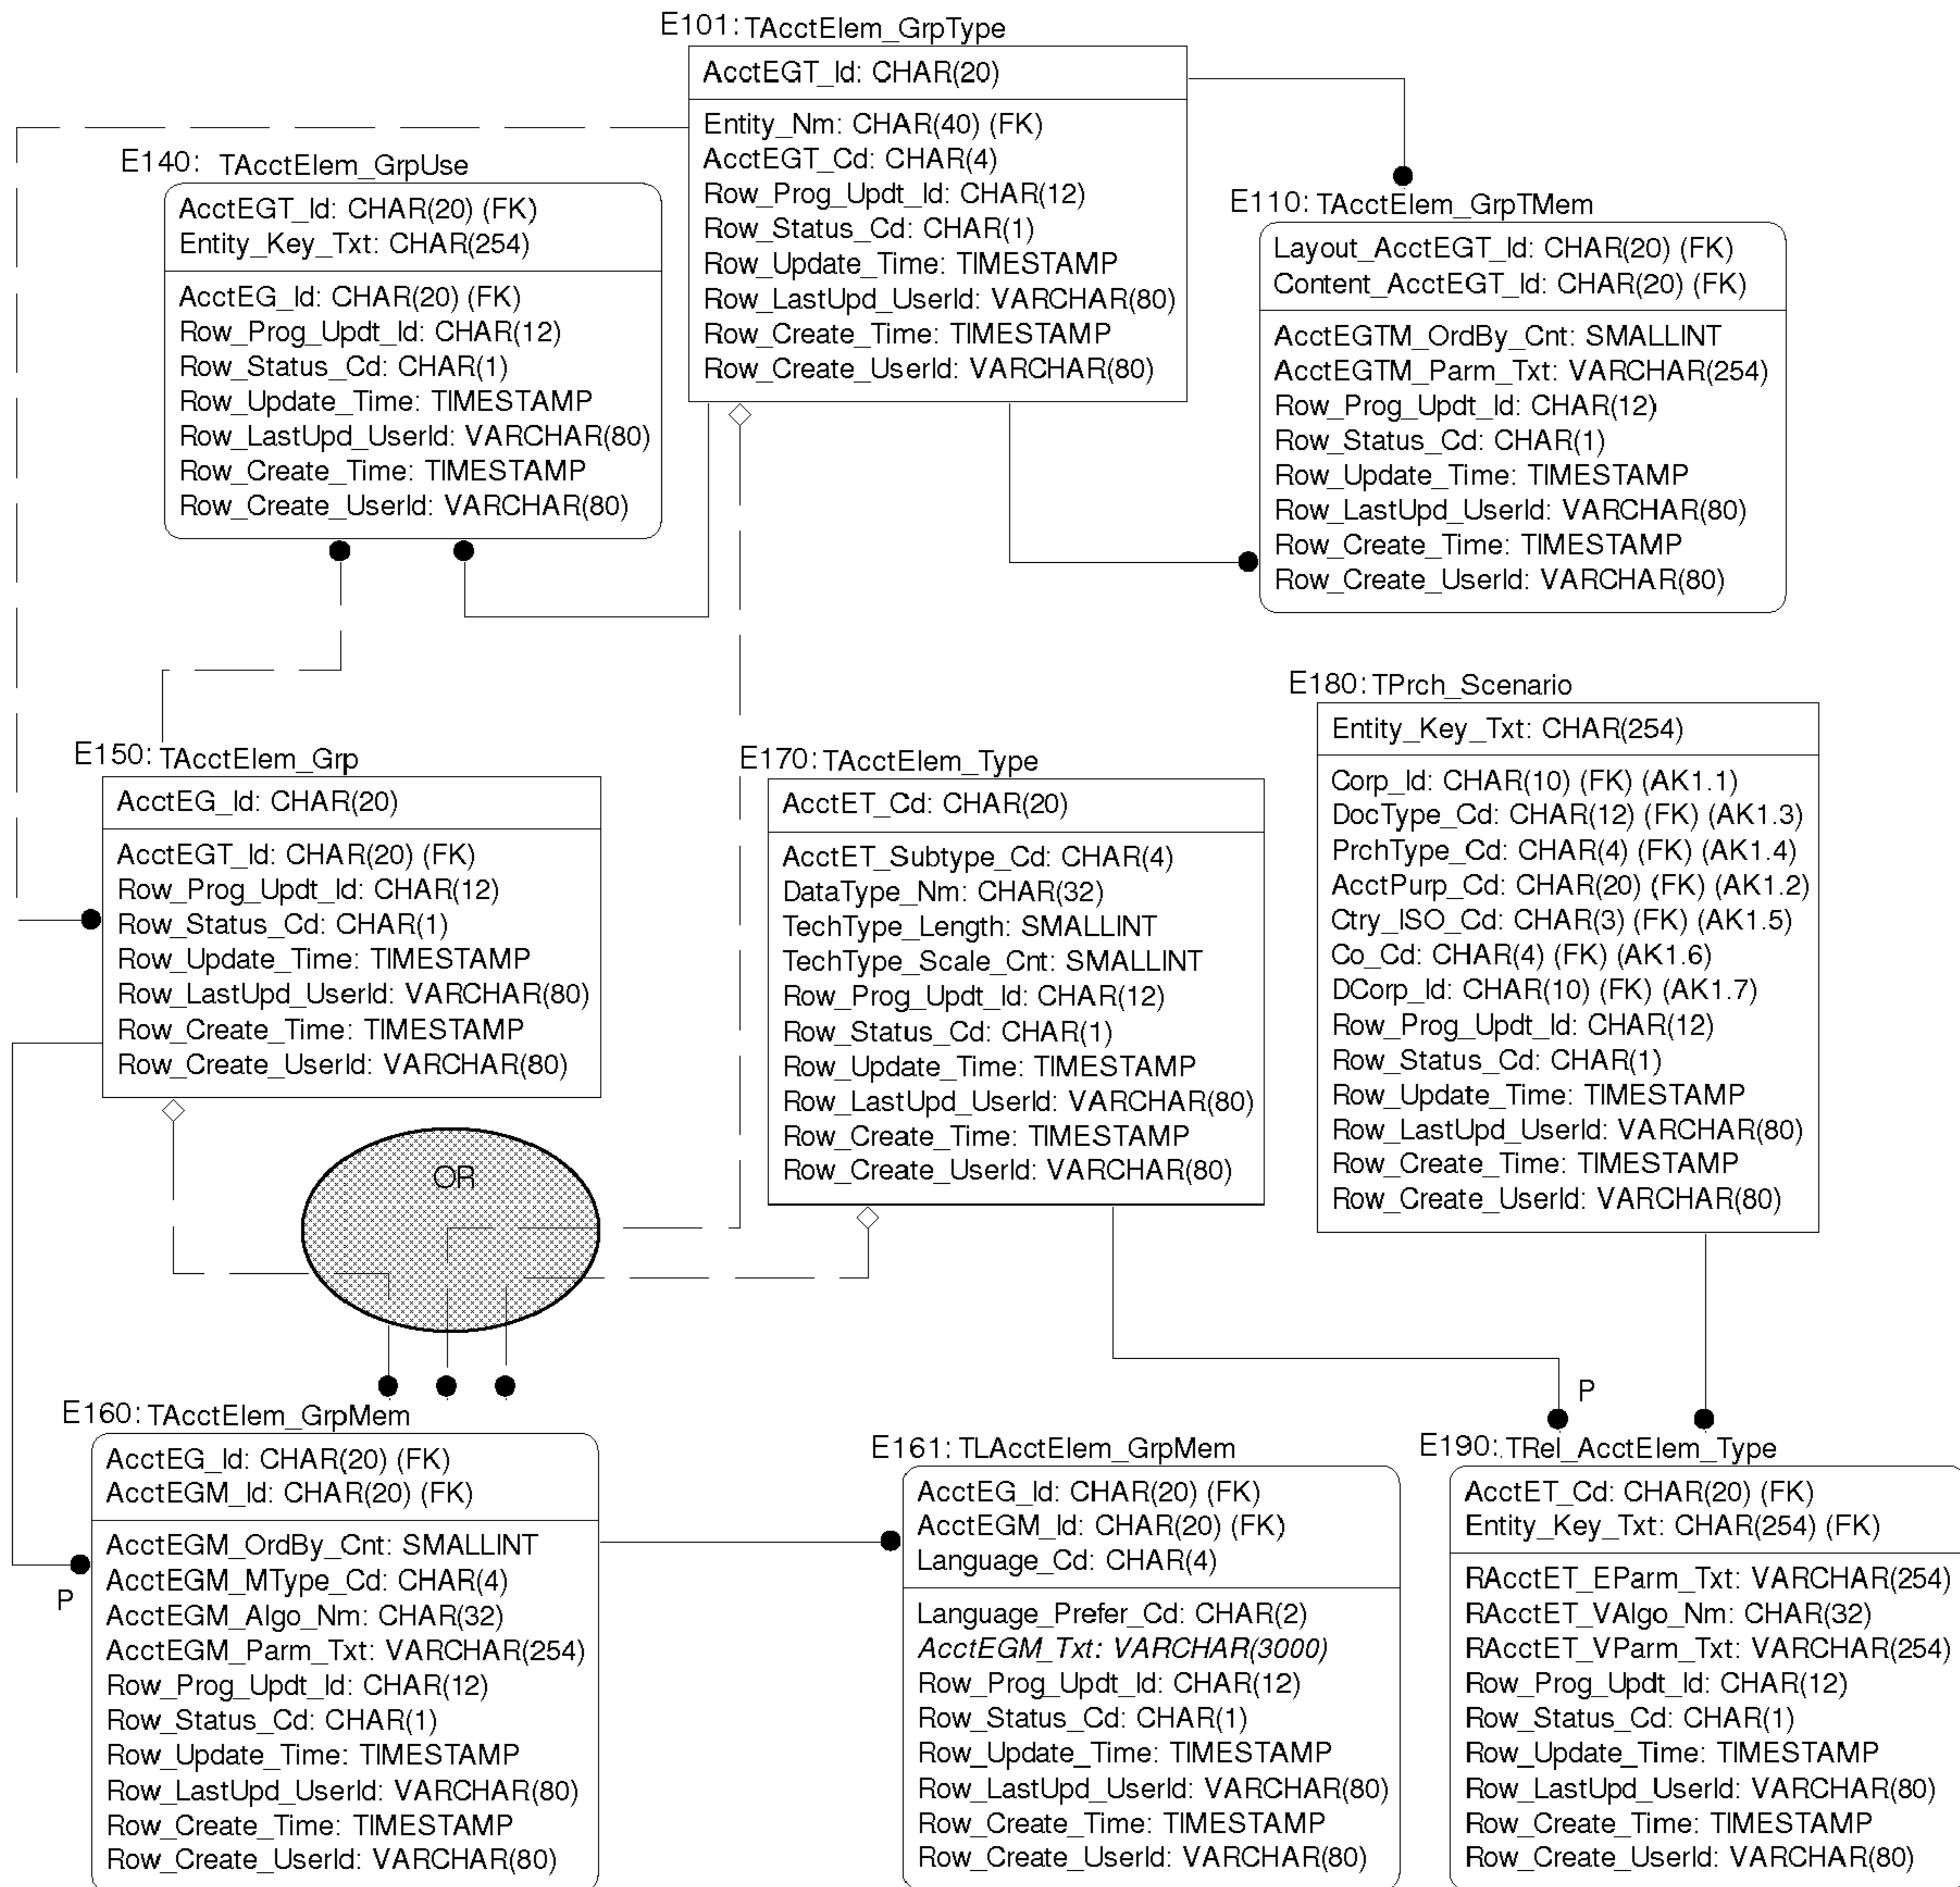 E101: TAcctElem_GrpType
AcctEGT_Id: CHAR(20)
Entity_Nm: CHAR(40) (FK)
AcctEGT_Cd: CHAR(4)
Row_Prog_Updt_Id: CHAR(12)
Row_Status_Cd: CHAR(1)
Row_Update_Time: TIMESTAMP
Row_LastUpd_UserId: VARCHAR(80)
Row_Create_Time: TIMESTAMP
Row_Create_UserId: VARCHAR(80)
E140: TAcctElem_GrpUse
AcctEGT_Id: CHAR(20) (FK)
Entity_Key_Txt: CHAR(254)
AcctEG_Id: CHAR(20) (FK)
Row_Prog_Updt_Id: CHAR(12)
Row_Status_Cd: CHAR(1)
Row_Update_Time: TIMESTAMP
Row_LastUpd_UserId: VARCHAR(80)
Row_Create_Time: TIMESTAMP
Row_Create_UserId: VARCHAR(80)
E110: TAcctElem_GrpTMem
Layout_AcctEGT_Id: CHAR(20) (FK)
Content_AcctEGT_Id: CHAR(20) (FK)
AcctEGTM_OrdBy_Cnt: SMALLINT
AcctEGTM_Parm_Txt: VARCHAR(254)
Row_Prog_Updt_Id: CHAR(12)
Row_Status_Cd: CHAR(1)
Row_Update_Time: TIMESTAMP
Row_LastUpd_UserId: VARCHAR(80)
Row_Create_Time: TIMESTAMP
Row_Create_UserId: VARCHAR(80)
E150: TAcctElem_Grp
AcctEG_Id: CHAR(20)
AcctEGT_Id: CHAR(20) (FK)
Row_Prog_Updt_Id: CHAR(12)
Row_Status_Cd: CHAR(1)
Row_Update_Time: TIMESTAMP
Row_LastUpd_UserId: VARCHAR(80)
Row_Create_Time: TIMESTAMP
Row_Create_UserId: VARCHAR(80)
E170: TAcctElem_Type
AcctET_Cd: CHAR(20)
AcctET_Subtype_Cd: CHAR(4)
DataType_Nm: CHAR(32)
TechType_Length: SMALLINT
TechType_Scale_Cnt: SMALLINT
Row_Prog_Updt_Id: CHAR(12)
Row_Status_Cd: CHAR(1)
Row_Update_Time: TIMESTAMP
Row_LastUpd_UserId: VARCHAR(80)
Row_Create_Time: TIMESTAMP
Row_Create_UserId: VARCHAR(80)
E180: TPrch_Scenario
Entity_Key_Txt: CHAR(254)
Corp_Id: CHAR(10) (FK) (AK1.1)
DocType_Cd: CHAR(12) (FK) (AK1.3)
PrchType_Cd: CHAR(4) (FK) (AK1.4)
AcctPurp_Cd: CHAR(20) (FK) (AK1.2)
Ctry_ISO_Cd: CHAR(3) (FK) (AK1.5)
Co_Cd: CHAR(4) (FK) (AK1.6)
DCorp_Id: CHAR(10) (FK) (AK1.7)
Row_Prog_Updt_Id: CHAR(12)
Row_Status_Cd: CHAR(1)
Row_Update_Time: TIMESTAMP
Row_LastUpd_UserId: VARCHAR(80)
Row_Create_Time: TIMESTAMP
Row_Create_UserId: VARCHAR(80)
OR
P
P
E160: TAcctElem_GrpMem
AcctEG_Id: CHAR(20) (FK)
AcctEGM_Id: CHAR(20) (FK)
AcctEGM_OrdBy_Cnt: SMALLINT
AcctEGM_MType_Cd: CHAR(4)
AcctEGM_Algo_Nm: CHAR(32)
AcctEGM_Parm_Txt: VARCHAR(254)
Row_Prog_Updt_Id: CHAR(12)
Row_Status_Cd: CHAR(1)
Row_Update_Time: TIMESTAMP
Row_LastUpd_UserId: VARCHAR(80)
Row_Create_Time: TIMESTAMP
Row_Create_UserId: VARCHAR(80)
E161: TLAcctElem_GrpMem
AcctEG_Id: CHAR(20) (FK)
AcctEGM_Id: CHAR(20) (FK)
Language_Cd: CHAR(4)
Language_Prefer_Cd: CHAR(2)
AcctEGM_Txt: VARCHAR(3000)
Row_Prog_Updt_Id: CHAR(12)
Row_Status_Cd: CHAR(1)
Row_Update_Time: TIMESTAMP
Row_LastUpd_UserId: VARCHAR(80)
Row_Create_Time: TIMESTAMP
Row_Create_UserId: VARCHAR(80)
E190: TRel_AcctElem_Type
AcctET_Cd: CHAR(20) (FK)
Entity_Key_Txt: CHAR(254) (FK)
RAcctET_EParm_Txt: VARCHAR(254)
RAcctET_VAlgo_Nm: CHAR(32)
RAcctET_VParm_Txt: VARCHAR(254)
Row_Prog_Updt_Id: CHAR(12)
Row_Status_Cd: CHAR(1)
Row_Update_Time: TIMESTAMP
Row_LastUpd_UserId: VARCHAR(80)
Row_Create_Time: TIMESTAMP
Row_Create_UserId: VARCHAR(80)